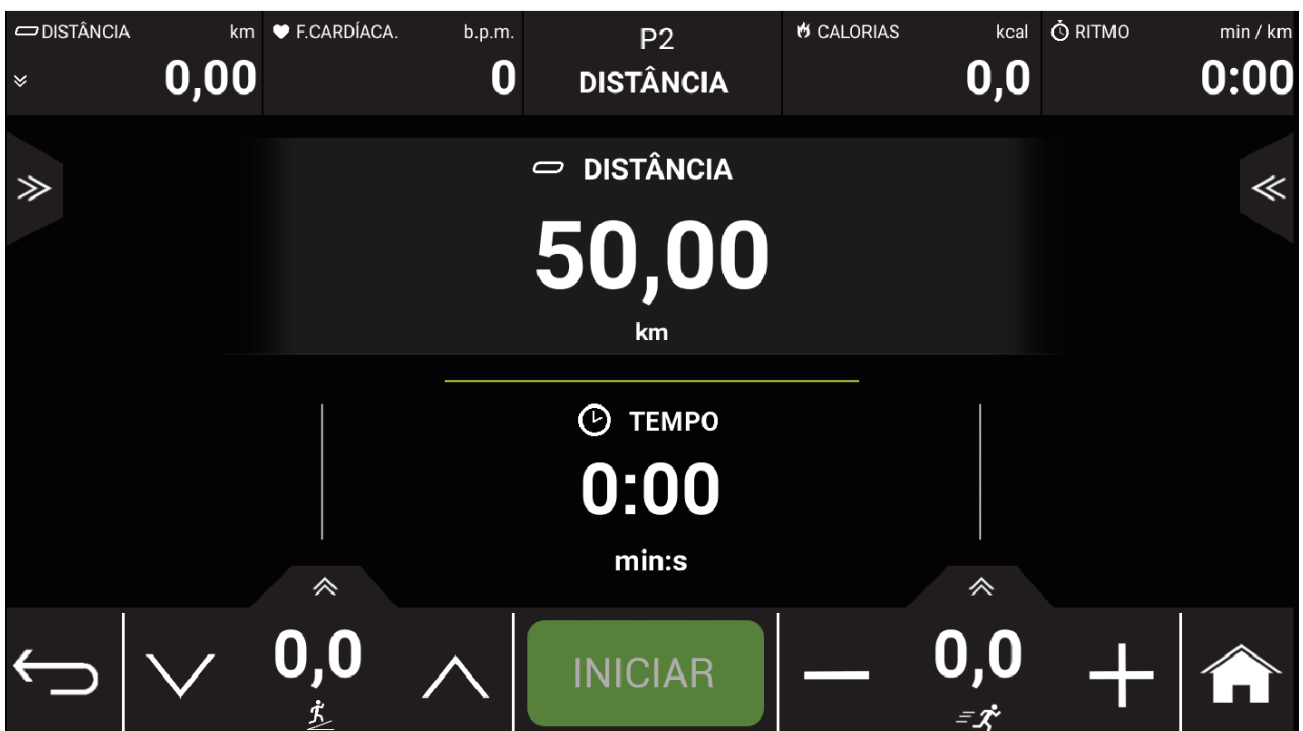 DISTÂNCIA km
0,00
F.CARDÍACA. b.p.m.
0
P2
DISTÂNCIA
CALORIAS kcal
0,0
RITMO min / km
0:00
DISTÂNCIA
50,00
km
TEMPO
0:00
min:s
0,0
INICIAR
0,0